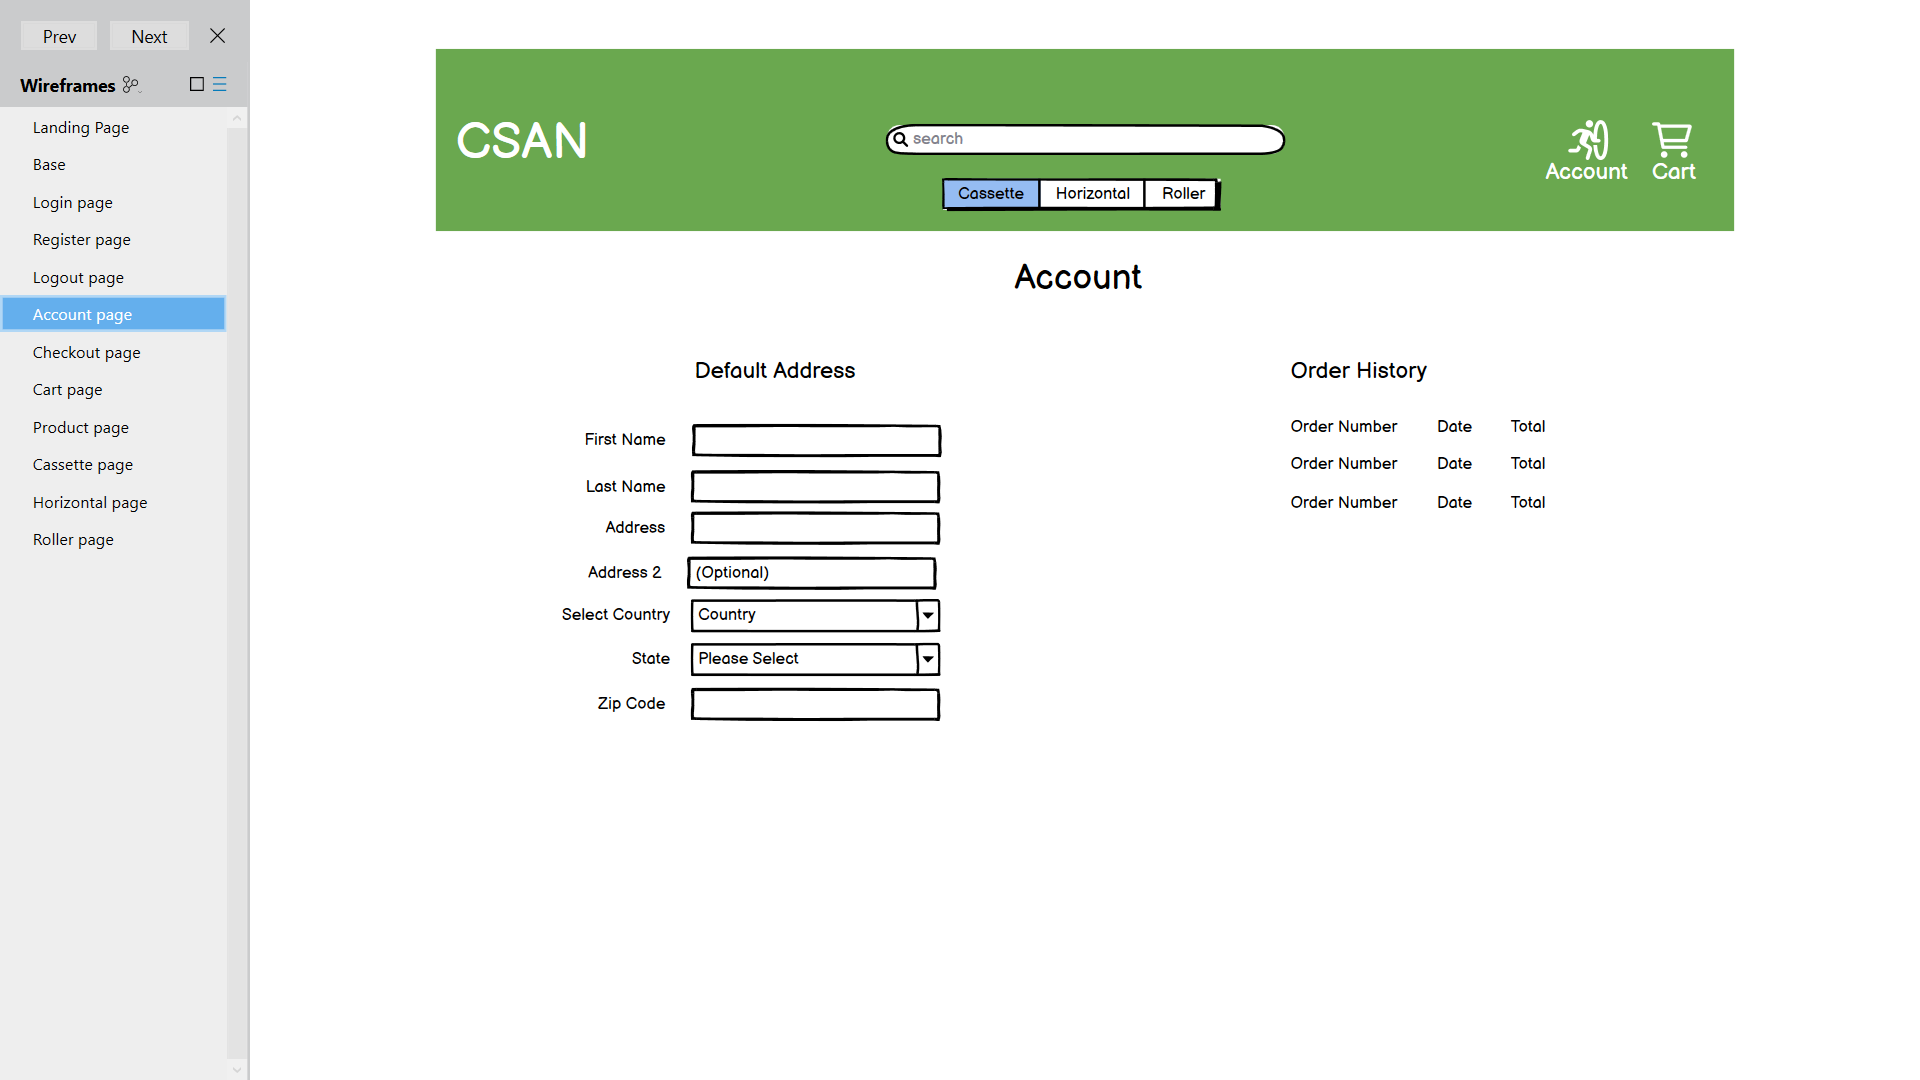 Prev Next
Wireframes
Landing Page
Base
Login page
Register page
Logout page
Account page
Checkout page
Cart page
Product page
Cassette page
Horizontal page
Roller page
CSAN
search
Cassette Horizontal Roller
Account Cart
Account
Default Address
First Name
Last Name
Address
Address 2 (Optional)
Select Country Country
State Please Select
Zip Code
Order History
Order Number Date Total
Order Number Date Total
Order Number Date Total